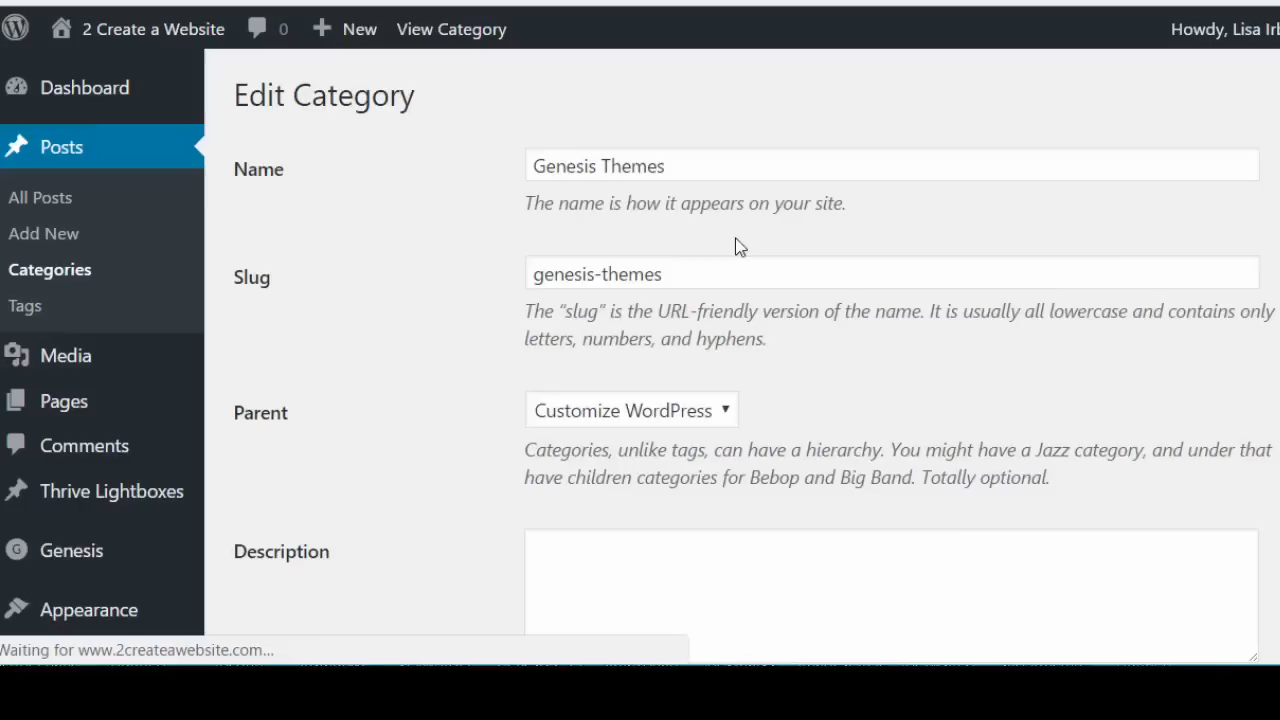 2 Create a Website 0 New View Category Howdy, Lisa Irb
Dashboard
Posts
All Posts
Add New
Categories
Tags
Media
Pages
Comments
Thrive Lightboxes
Genesis
Appearance
Edit Category
Name
Genesis Themes
The name is how it appears on your site.
Slug
genesis-themes
The “slug” is the URL-friendly version of the name. It is usually all lowercase and contains only
letters, numbers, and hyphens.
Parent
Customize WordPress
Categories, unlike tags, can have a hierarchy. You might have a Jazz category, and under that
have children categories for Bebop and Big Band. Totally optional.
Description
Waiting for www.2createawebsite.com...